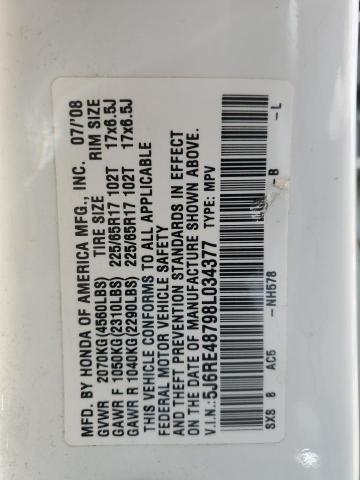 MFD. BY HONDA OF AMERICA MFG., INC. 07/'08
GVWR 2070KG(4560LBS) TIRE SIZE RIM SIZE
GAWR F 1050KG(2310LBS) 225/65R17 102T 17x6.5J
GAWR R 1040KG(2290LBS) 225/65R17 102T 17x6.5J
THIS VEHICLE CONFORMS TO ALL APPLICABLE
FEDERAL MOTOR VEHICLE SAFETY
AND THEFT PREVENTION STANDARDS IN EFFECT
ON THE DATE OF MANUFACTURE SHOWN ABOVE.
V.I.N.:5J6RE48798L034377 TYPE: MPV
SXS 8 AC5 -NH578 -B -L